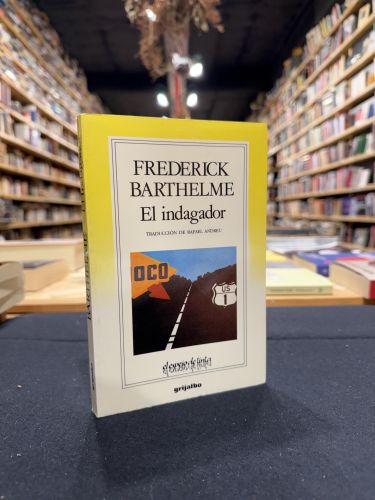 FREDERICK
BARTHELME
El indagador
TRADUCCIÓN DE RAFAEL ANDREU
OCO
US
1
el espejo de tinta
grijalbo